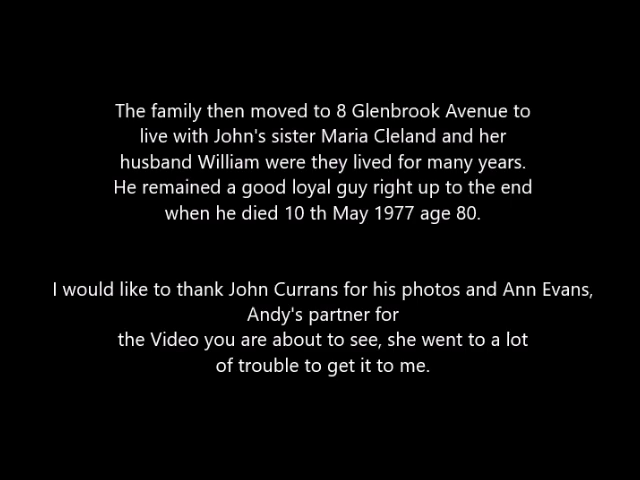 The family then moved to 8 Glenbrook Avenue to
live with John's sister Maria Cleland and her
husband William were they lived for many years.
He remained a good loyal guy right up to the end
when he died 10 th May 1977 age 80.
I would like to thank John Currans for his photos and Ann Evans,
Andy's partner for
the Video you are about to see, she went to a lot
of trouble to get it to me.